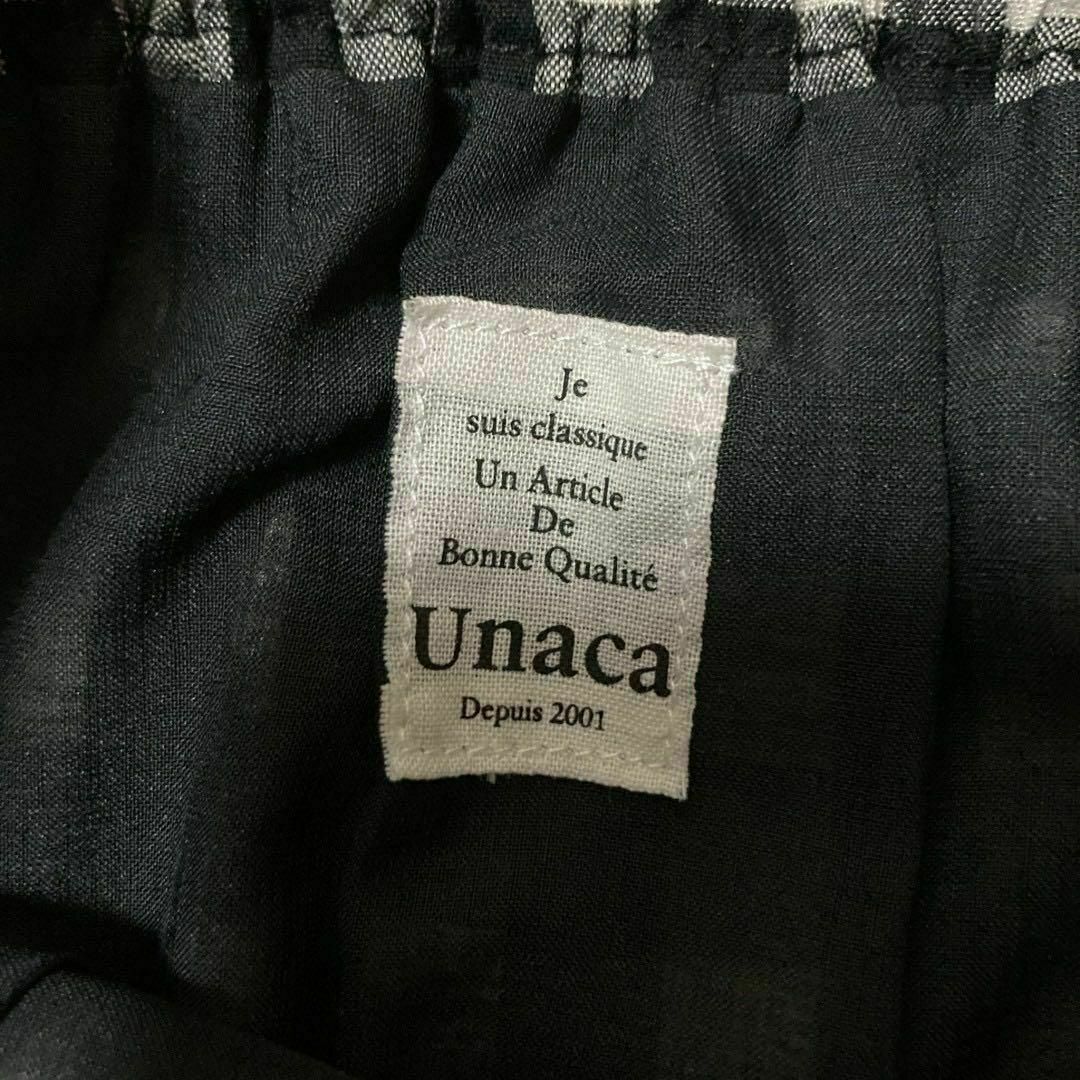 Je
suis classique
Un Article
De
Bonne Qualité
Unaca
Depuis 2001